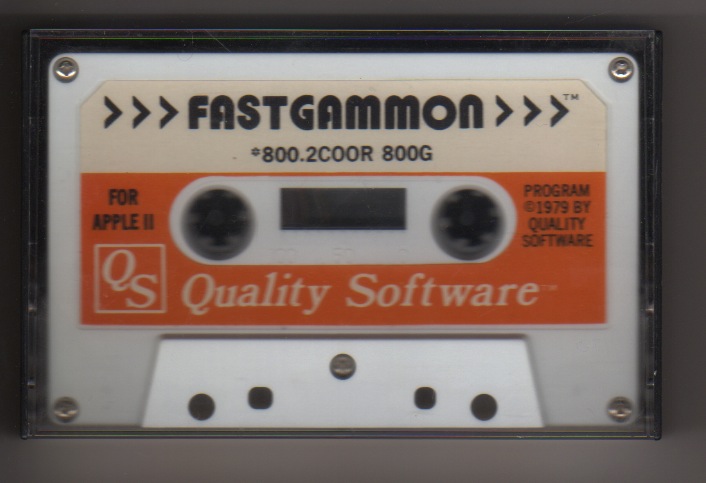 >>>FASTGAMMON>>>™
*800.2COOR 800G
FOR
APPLE II
PROGRAM
©1979 BY
QUALITY
SOFTWARE
QS
Quality Software™